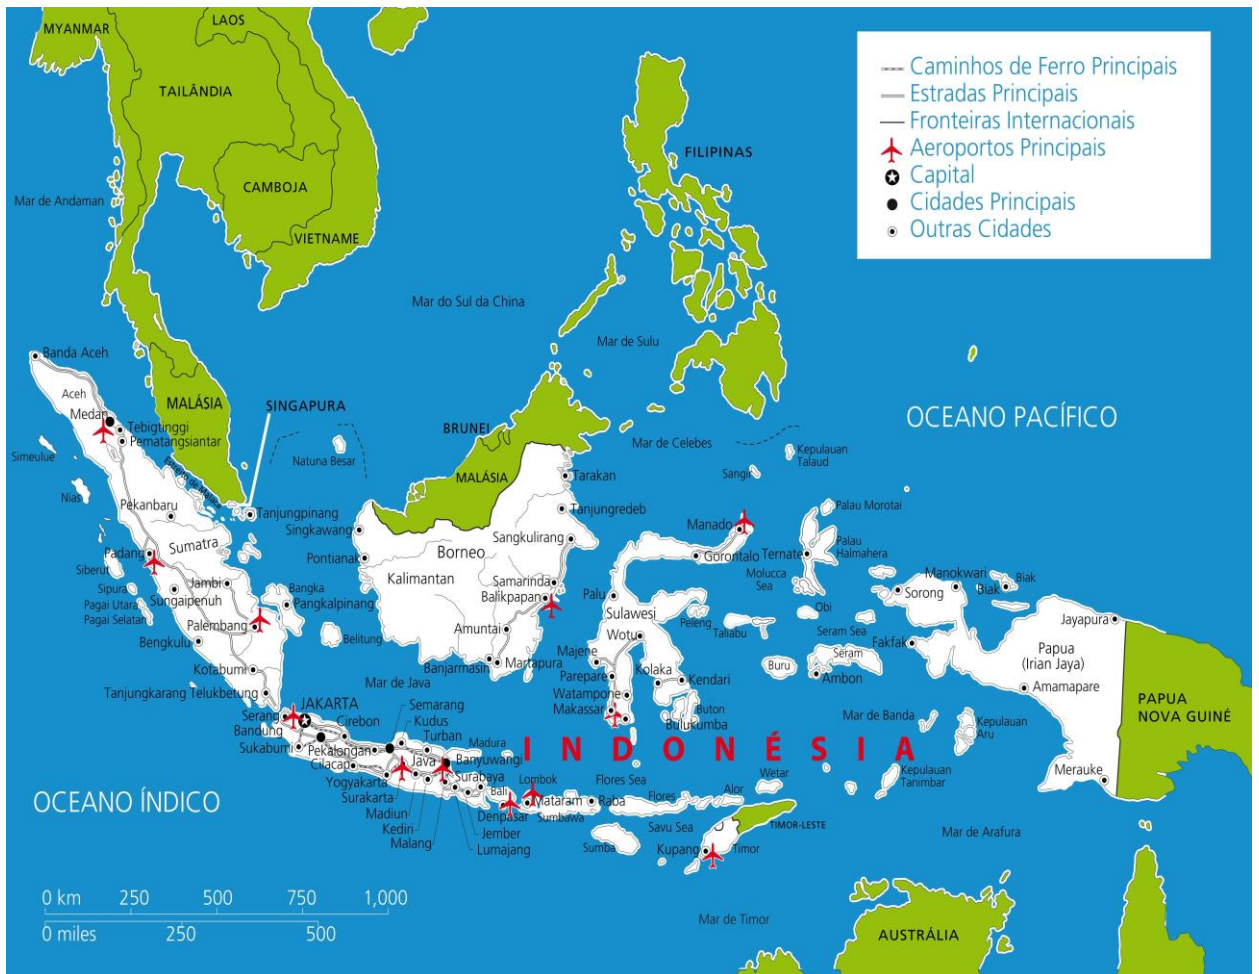 MYANMAR
LAOS
TAILÂNDIA
CAMBOJA
VIETNAME
Mar de Andaman
FILIPINAS
Caminhos de Ferro Principais
Estradas Principais
Fronteiras Internacionais
Aeroportos Principais
Capital
Cidades Principais
Outras Cidades
Mar do Sul da China
Mar de Sulu
Banda Aceh
Aceh
Medan
Tebigtinggi
Pematangsiantar
MALÁSIA
SINGAPURA
BRUNEI
MALÁSIA
Mar de Celebes
OCEANO PACÍFICO
Simeulue
Nias
Natuna Besar
Estreito de Malaca
Kepulauan
Talaud
Sangir
Tarakan
Tanjungredeb
Pekanbaru
Tanjungpinang
Singkawang
Pontianak
Borneo
Kalimantan
Sangkulirang
Samarinda
Balikpapan
Manado
Gorontalo
Ternate
Palau Morotai
Palau
Halmahera
Molucca
Sea
Padang
Siberut
Sipura
Pagai Utara
Pagai Selatan
Sumatra
Jambi
Sungaipenuh
Bangka
Pangkalpinang
Palembang
Belitung
Bengkulu
Kotabumi
Tanjungkarang Telukbetung
Amuntai
Banjarmasin
Martapura
Mar de Java
Palu
Sulawesi
Peleng
Taliabu
Wotu
Majene
Parepare
Kolaka
Kendari
Watampone
Makassar
Buton
Bulukumba
Obi
Seram Sea
Seram
Buru
Ambon
Sorong
Manokwari
Biak
Biak
Fakfak
Jayapura
Papua
(Irian Jaya)
Amamapare
PAPUA
NOVA GUINÉ
Merauke
Mar de Banda
Kepulauan
Aru
Kepulauan
Tanimbar
JAKARTA
Serang
Bandung
Sukabumi
Cirebon
Semarang
Kudus
Turban
Pekalongan
Cilacap
Java
Madura
Banyuwangi
Surabaya
Yogyakarta
Surakarta
Madiun
Kediri
Malang
Bali
Denpasar
Jember
Lumajang
Lombok
Mataram
Sumbawa
Raba
INDONÉSIA
Flores Sea
Flores
Savu Sea
Sumba
Alor
Wetar
TIMOR-LESTE
Timor
Kupang
Mar de Arafura
Mar de Timor
AUSTRÁLIA
OCEANO ÍNDICO
0 km 250 500 750 1,000
0 miles 250 500